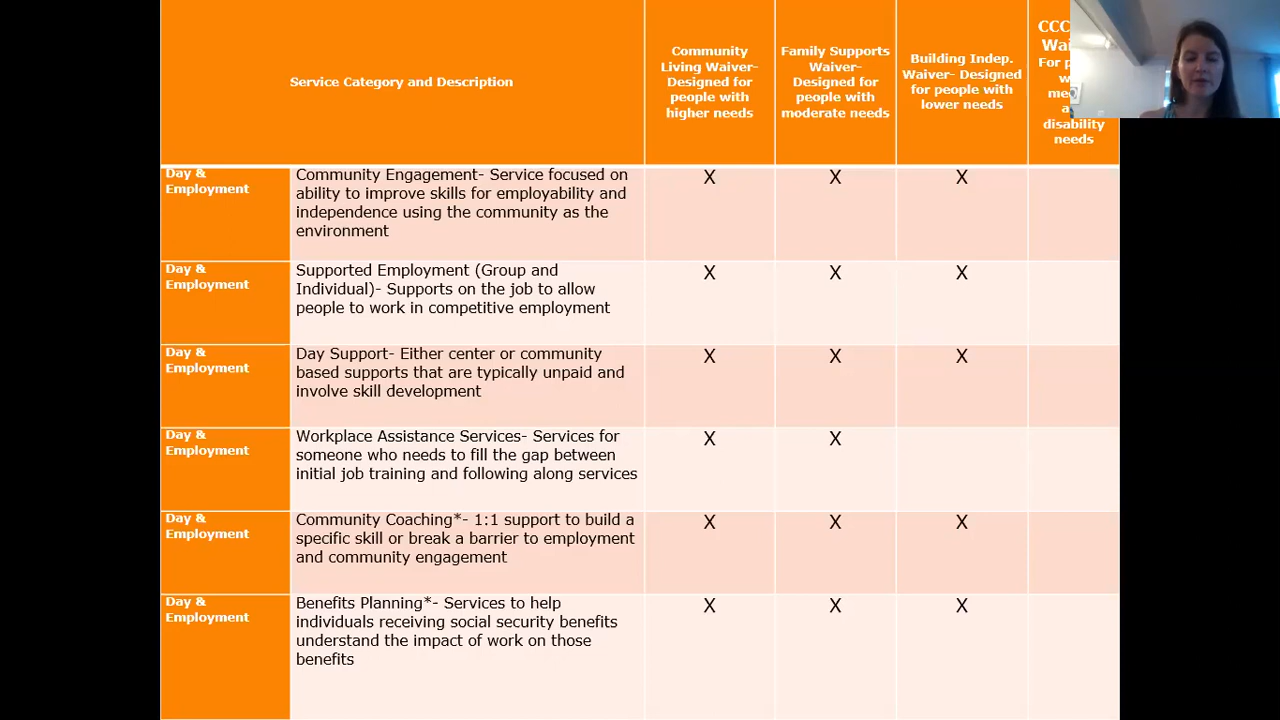 Service Category and Description
Community
Living Waiver-
Designed for
people with
higher needs
Family Supports
Waiver-
Designed for
people with
moderate needs
Building Indep.
Waiver- Designed
for people with
lower needs
disability
needs
Day &
Employment
Community Engagement- Service focused on
ability to improve skills for employability and
independence using the community as the
environment
X X X
Day &
Employment
Supported Employment (Group and
Individual)- Supports on the job to allow
people to work in competitive employment
X X X
Day &
Employment
Day Support- Either center or community
based supports that are typically unpaid and
involve skill development
X X X
Day &
Employment
Workplace Assistance Services- Services for
someone who needs to fill the gap between
initial job training and following along services
X X
Day &
Employment
Community Coaching*- 1:1 support to build a
specific skill or break a barrier to employment
and community engagement
X X X
Day &
Employment
Benefits Planning*- Services to help
individuals receiving social security benefits
understand the impact of work on those
benefits
X X X